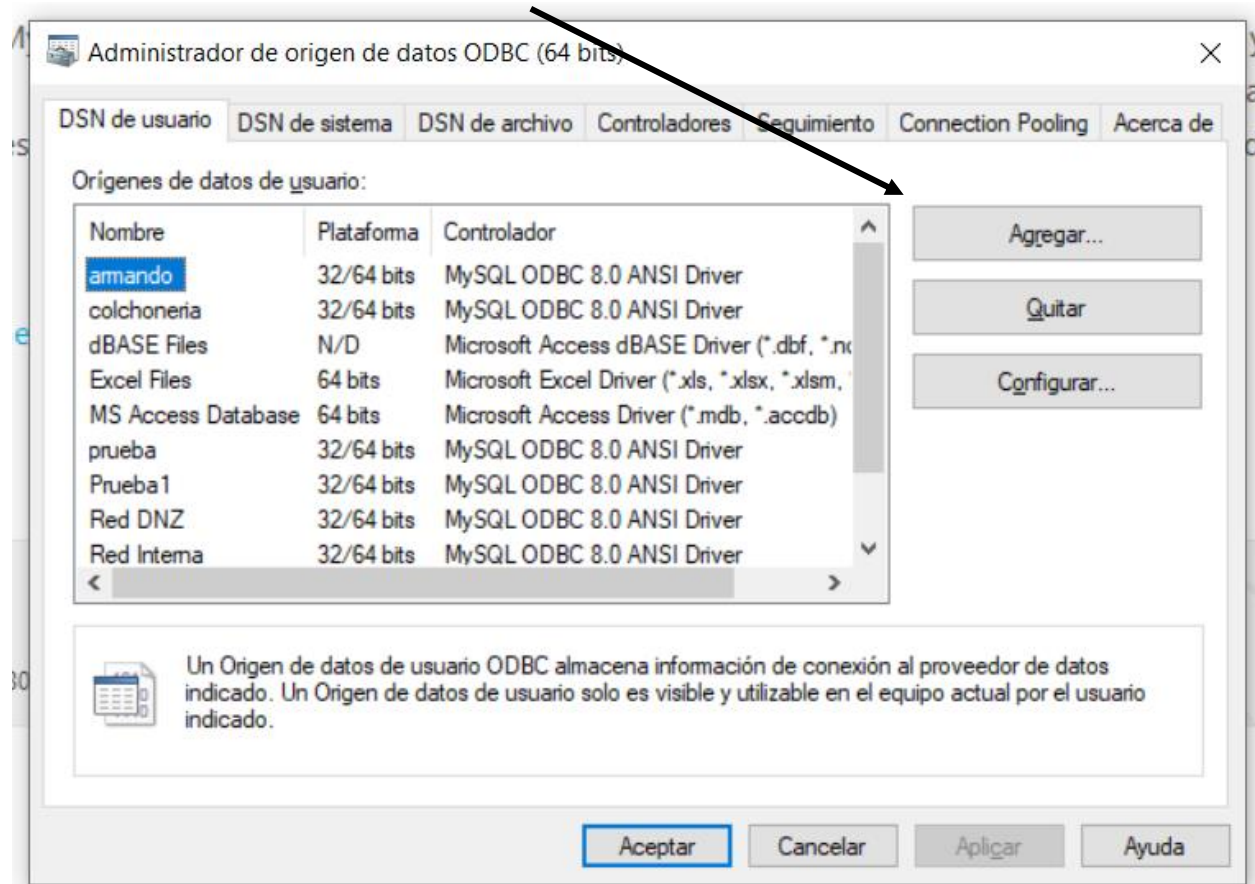 Administrador de origen de datos ODBC (64 bits)
DSN de usuario DSN de sistema DSN de archivo Controladores Seguimiento Connection Pooling Acerca de
Orígenes de datos de usuario:
Nombre Plataforma Controlador
armando 32/64 bits MySQL ODBC 8.0 ANSI Driver
colchoneria 32/64 bits MySQL ODBC 8.0 ANSI Driver
dBASE Files N/D Microsoft Access dBASE Driver (*.dbf, *.
Excel Files 64 bits Microsoft Excel Driver (*.xls, *.xlsx, *.xlsm,
MS Access Database 64 bits Microsoft Access Driver (*.mdb, *.accdb)
prueba 32/64 bits MySQL ODBC 8.0 ANSI Driver
Prueba1 32/64 bits MySQL ODBC 8.0 ANSI Driver
Red DNZ 32/64 bits MySQL ODBC 8.0 ANSI Driver
Red Interna 32/64 bits MySQL ODBC 8.0 ANSI Driver
Agregar...
Quitar
Configurar...
Un Origen de datos de usuario ODBC almacena información de conexión al proveedor de datos
indicado. Un Origen de datos de usuario solo es visible y utilizable en el equipo actual por el usuario
indicado.
Aceptar Cancelar Aplicar Ayuda